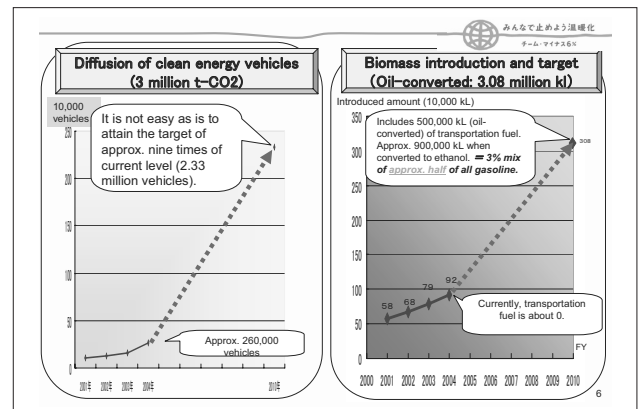 みんなで止めよう温暖化
チーム・マイナス6%
Diffusion of clean energy vehicles
(3 million t-CO2)
10,000
vehicles
It is not easy as is to
attain the target of
approx. nine times of
current level (2.33
million vehicles).
250
200
150
100
50
0
Approx. 260,000
vehicles
2001年 2002年 2003年 2004年 2010年
Biomass introduction and target
(Oil-converted: 3.08 million kl)
Introduced amount (10,000 kL)
Includes 500,000 kL (oil-
converted) of transportation fuel.
Approx. 900,000 kL when
converted to ethanol. = 3% mix
of approx. half of all gasoline.
350
300
250
200
150
100
50
0
308
58 68 79 92
Currently, transportation
fuel is about 0.
FY
2000 2001 2002 2003 2004 2005 2006 2007 2008 2009 2010
6